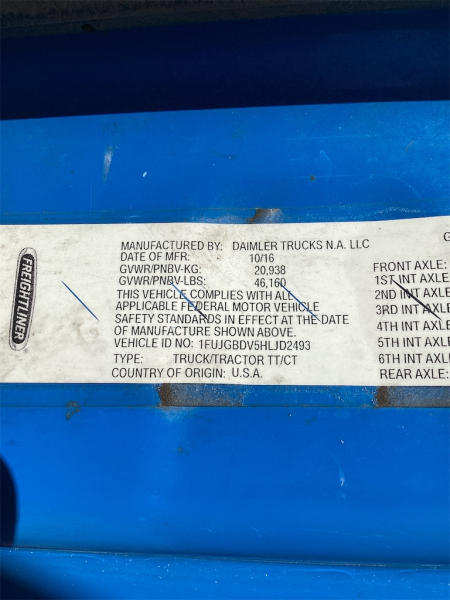 FREIGHTLINER
MANUFACTURED BY: DAIMLER TRUCKS N.A. LLC
DATE OF MFR: 10/16
GVWR/PNBV-KG: 20,938
GVWR/PNBV-LBS: 46,160
THIS VEHICLE COMPLIES WITH ALL
APPLICABLE FEDERAL MOTOR VEHICLE
SAFETY STANDARDS IN EFFECT AT THE DATE
OF MANUFACTURE SHOWN ABOVE.
VEHICLE ID NO: 1FUJGBDV5HLJD2493
TYPE: TRUCK/TRACTOR TT/CT
COUNTRY OF ORIGIN: U.S.A.
G
FRONT AXLE:
1ST INT AXLE:
2ND INT AXLE:
3RD INT AXLE:
4TH INT AXLE:
5TH INT AXLE:
6TH INT AXLE:
REAR AXLE: